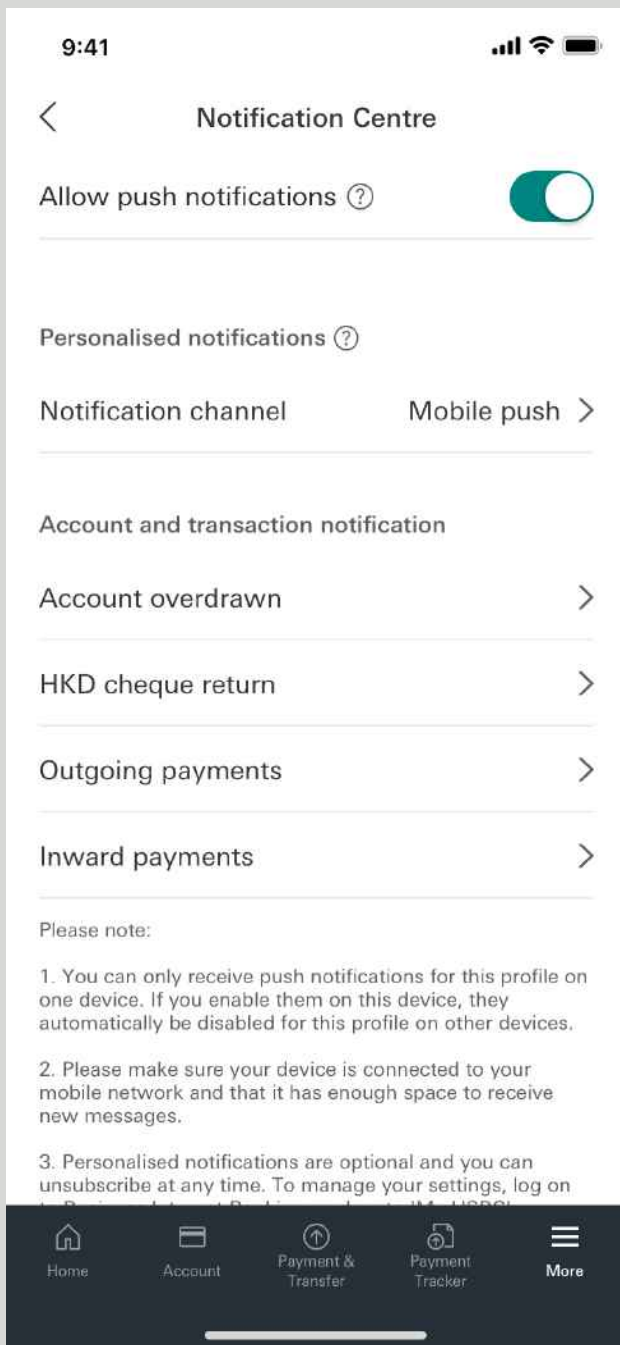 9:41
Notification Centre
Allow push notifications ?
Personalised notifications ?
Notification channel Mobile push
Account and transaction notification
Account overdrawn
HKD cheque return
Outgoing payments
Inward payments
Please note:
1. You can only receive push notifications for this profile on
one device. If you enable them on this device, they
automatically be disabled for this profile on other devices.
2. Please make sure your device is connected to your
mobile network and that it has enough space to receive
new messages.
3. Personalised notifications are optional and you can
unsubscribe at any time. To manage your settings, log on
Home
Account
Payment &
Transfer
Payment
Tracker
More